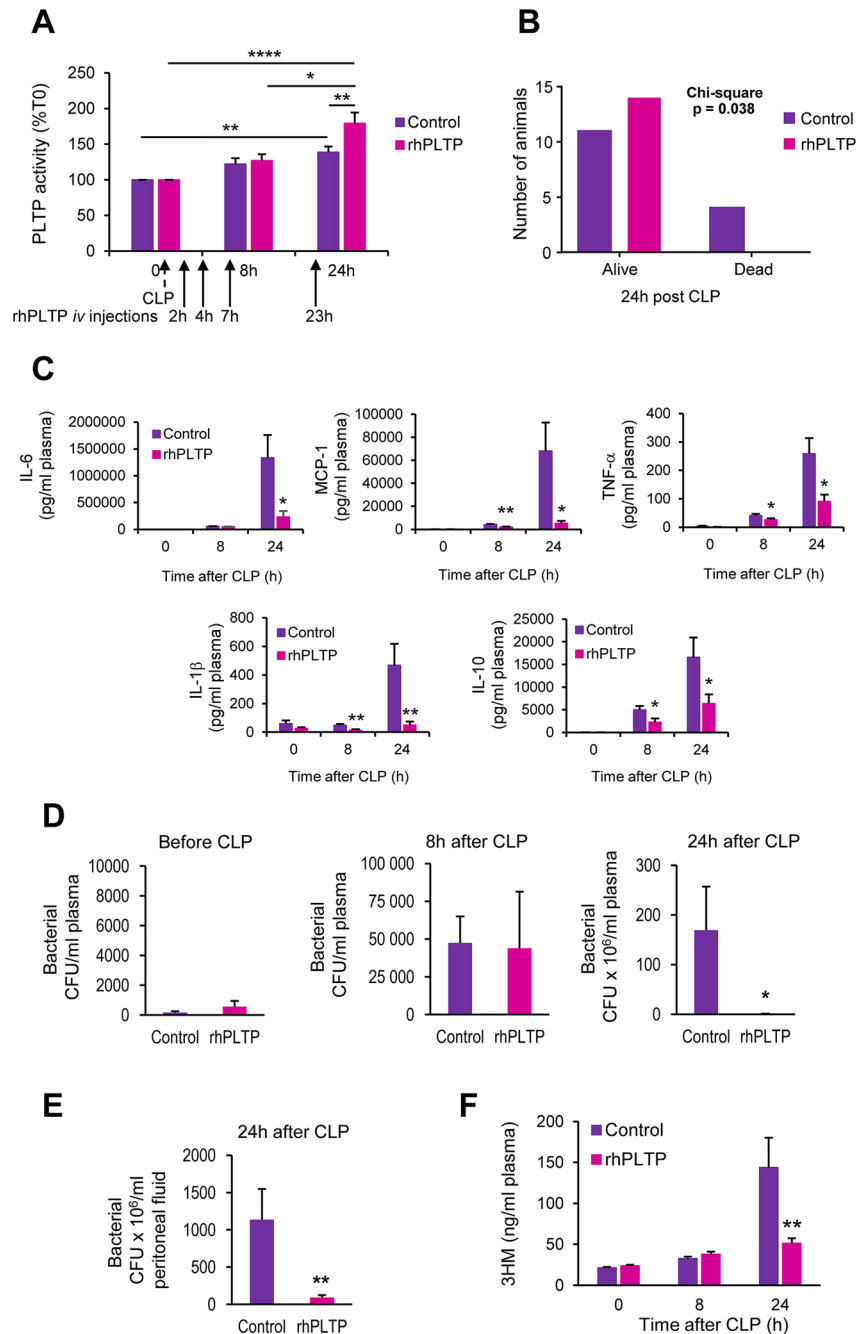 A
PLTP activity (%T0)
250
200
150
100
50
0
****
*
**
**
Control
rhPLTP
0
8h
24h
CLP
rhPLTP iv injections 2h 4h 7h 23h
B
Number of animals
15
10
5
0
Chi-square
p = 0.038
Control
rhPLTP
Alive
Dead
24h post CLP
C
IL-6
(pg/ml plasma)
2000000
1500000
1000000
500000
0
Control
rhPLTP
*
0 8 24
Time after CLP (h)
MCP-1
(pg/ml plasma)
100000
80000
60000
40000
20000
0
**
*
0 8 24
Time after CLP (h)
TNF-α
(pg/ml plasma)
400
300
200
100
0
*
*
0 8 24
Time after CLP (h)
IL-1β
(pg/ml plasma)
800
600
400
200
0
Control
rhPLTP
**
**
0 8 24
Time after CLP (h)
IL-10
(pg/ml plasma)
25000
20000
15000
10000
5000
0
Control
rhPLTP
*
*
0 8 24
Time after CLP (h)
D
Before CLP
Bacterial
CFU/ml plasma
10000
8000
6000
4000
2000
0
Control rhPLTP
8h after CLP
Bacterial
CFU/ml plasma
100 000
75 000
50 000
25 000
0
Control rhPLTP
24h after CLP
Bacterial
CFU x 10⁶/ml plasma
300
200
100
0
*
Control rhPLTP
E
24h after CLP
Bacterial
CFU x 10⁶/ml
peritoneal fluid
2000
1500
1000
500
0
**
Control rhPLTP
F
3HM (ng/ml plasma)
200
150
100
50
0
Control
rhPLTP
**
0 8 24
Time after CLP (h)